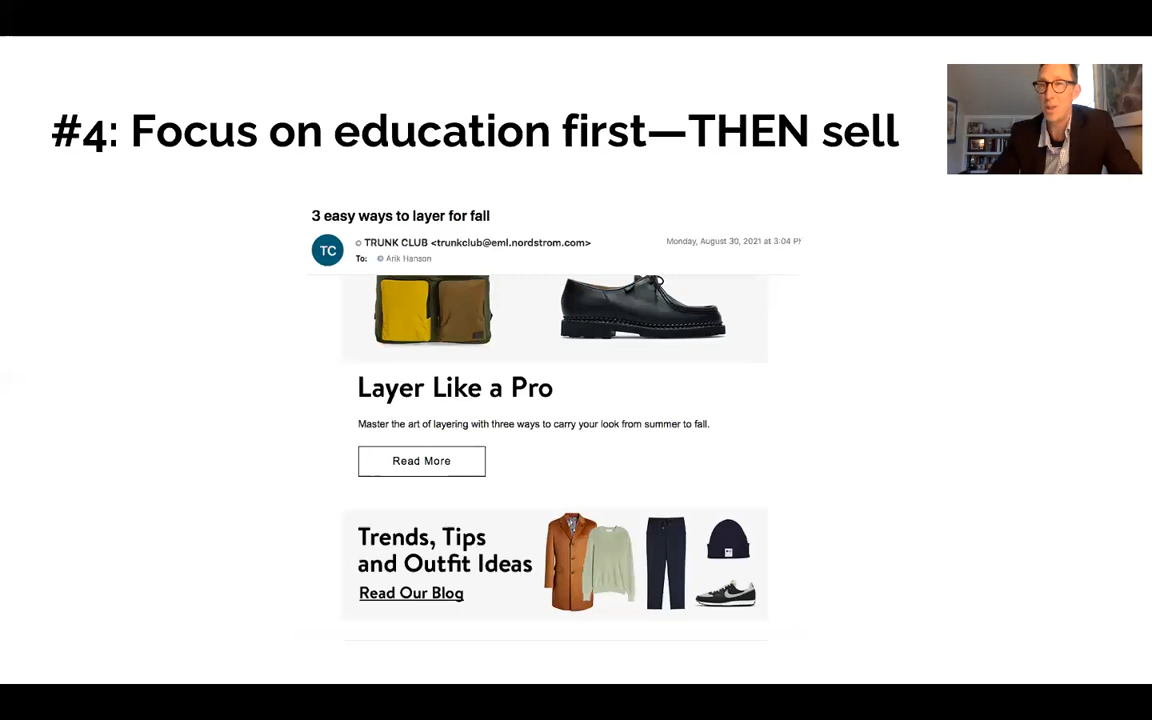 #4: Focus on education first—THEN sell
3 easy ways to layer for fall
TC
TRUNK CLUB <trunkclub@eml.nordstrom.com>
Monday, August 30, 2021 at 3:04 P
To: Arik Hanson
Layer Like a Pro
Master the art of layering with three ways to carry your look from summer to fall.
Read More
Trends, Tips
and Outfit Ideas
Read Our Blog